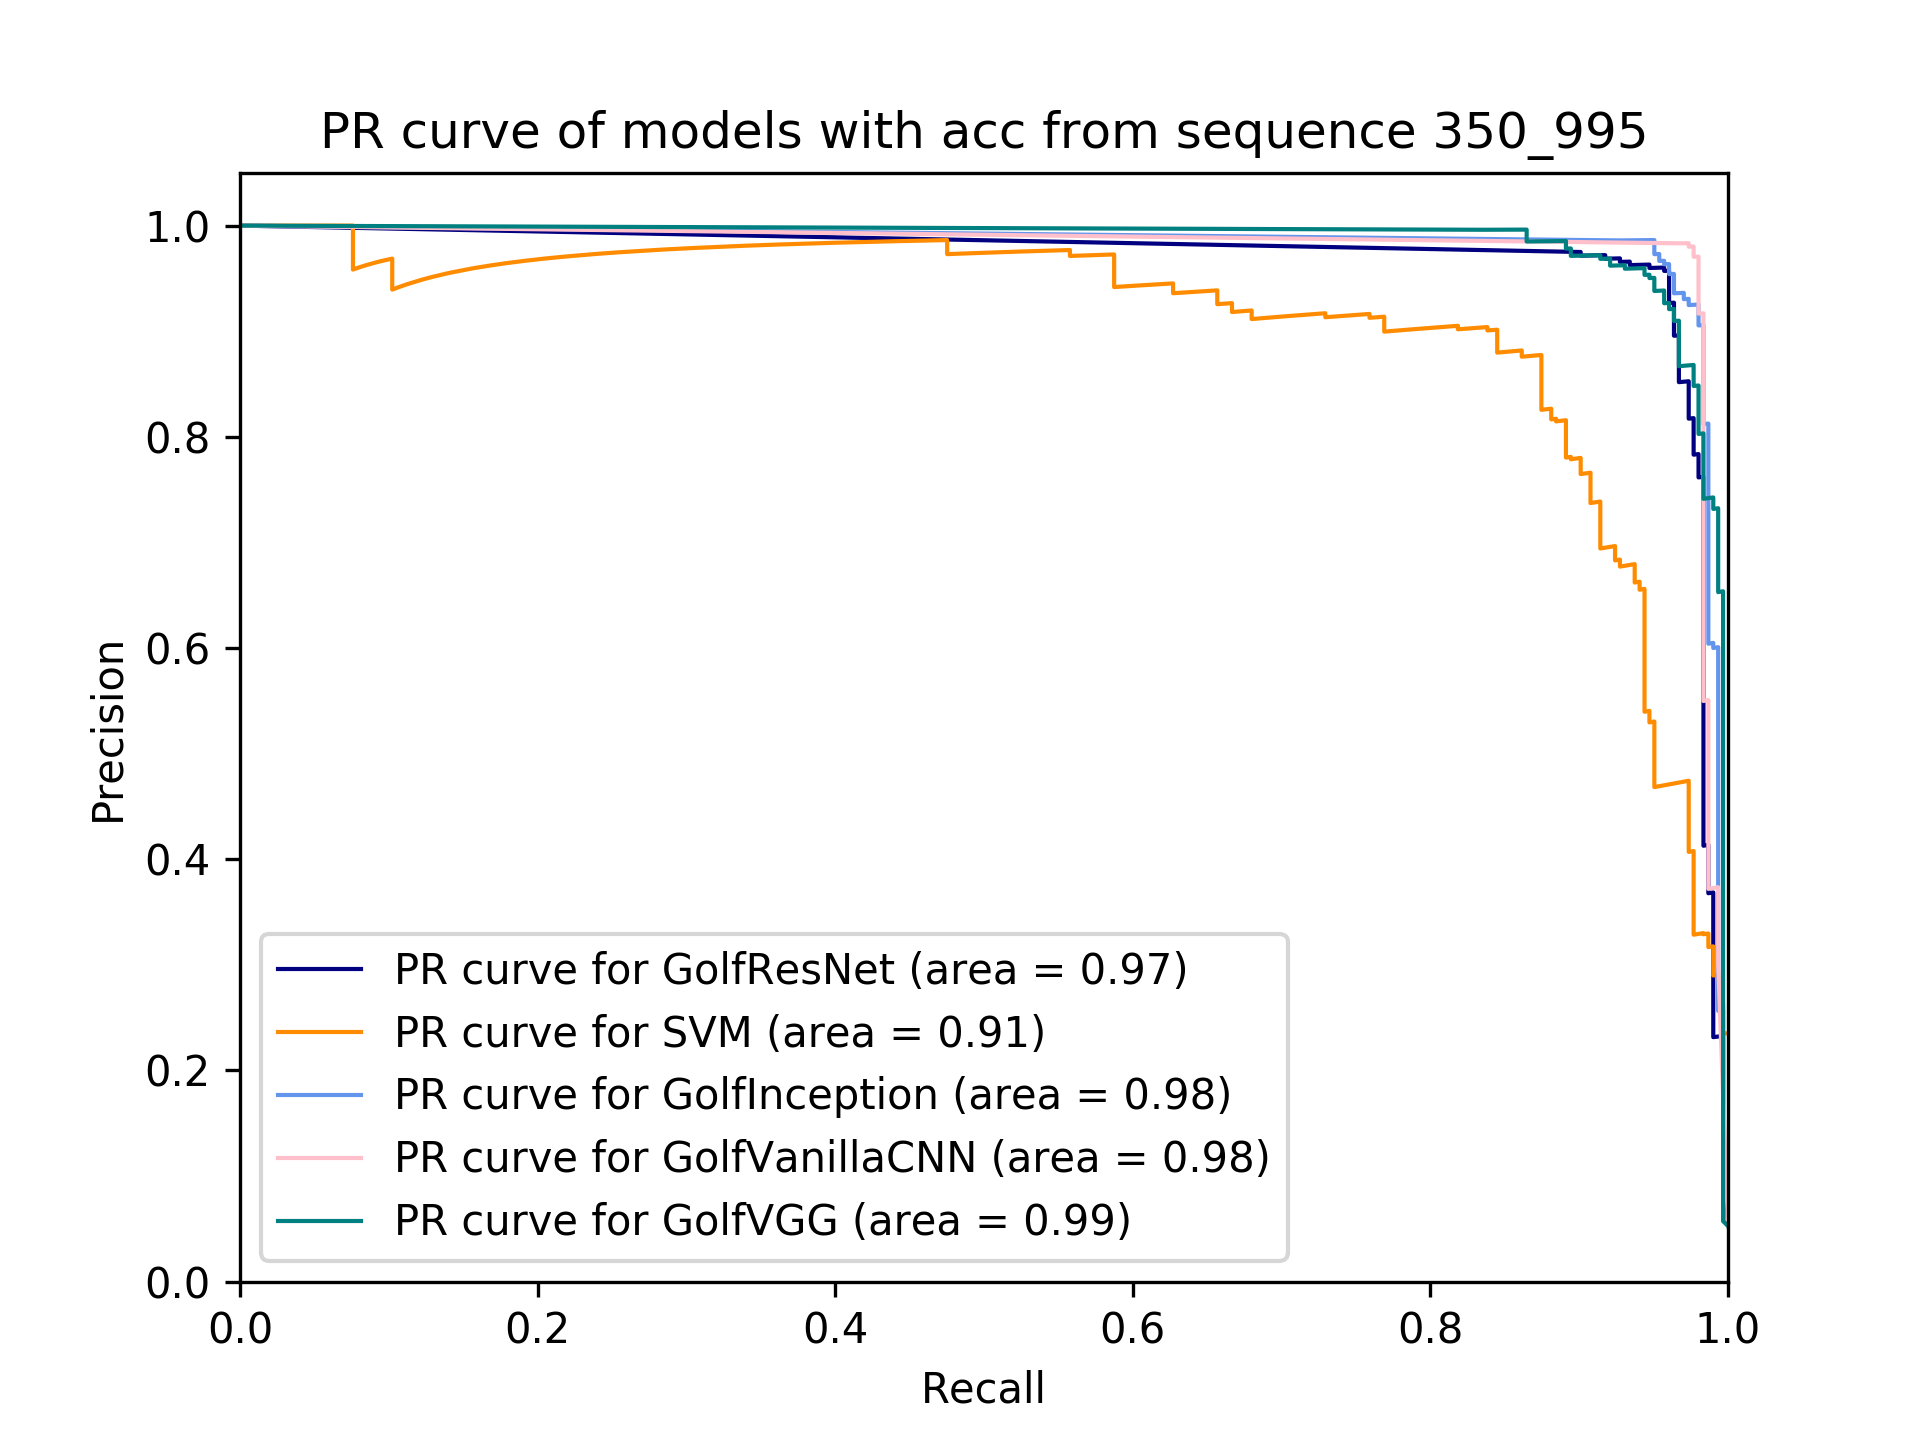 PR curve of models with acc from sequence 350_995
1.0
0.8
0.6
0.4
0.2
0.0
Precision
PR curve for GolfResNet (area = 0.97)
PR curve for SVM (area = 0.91)
PR curve for GolfInception (area = 0.98)
PR curve for GolfVanillaCNN (area = 0.98)
PR curve for GolfVGG (area = 0.99)
0.0 0.2 0.4 0.6 0.8 1.0
Recall